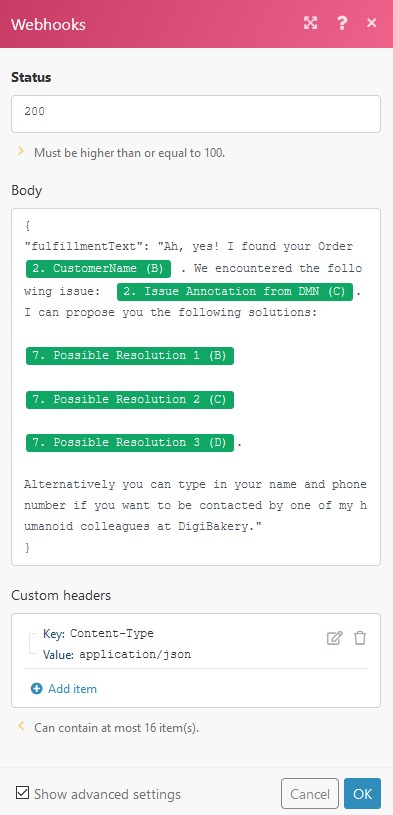 Webhooks ?
Status
200
Must be higher than or equal to 100.
Body
{
"fulfillmentText": "Ah, yes! I found your Order
2. CustomerName (B) . We encountered the follo
wing issue: 2. Issue Annotation from DMN (C) .
I can propose you the following solutions:
7. Possible Resolution 1 (B)
7. Possible Resolution 2 (C)
7. Possible Resolution 3 (D) .
Alternatively you can type in your name and phone
number if you want to be contacted by one of my h
umanoid colleagues at DigiBakery."
}
Custom headers
Key: Content-Type
Value: application/json
Add item
Can contain at most 16 item(s).
Show advanced settings Cancel OK